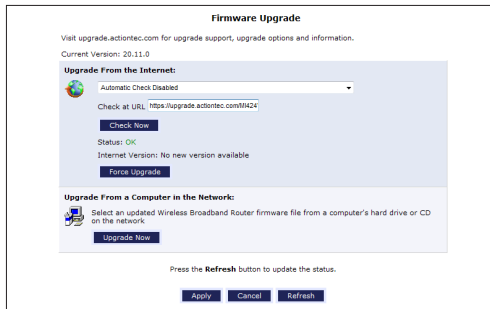 Firmware Upgrade
Visit upgrade.actiontec.com for upgrade support, upgrade options and information.
Current Version: 20.11.0
Upgrade From the Internet:
Automatic Check Disabled
Check at URL https://upgrade.actiontec.com/MI424
Check Now
Status: OK
Internet Version: No new version available
Force Upgrade
Upgrade From a Computer in the Network:
Select an updated Wireless Broadband Router firmware file from a computer's hard drive or CD
on the network
Upgrade Now
Press the Refresh button to update the status.
Apply Cancel Refresh